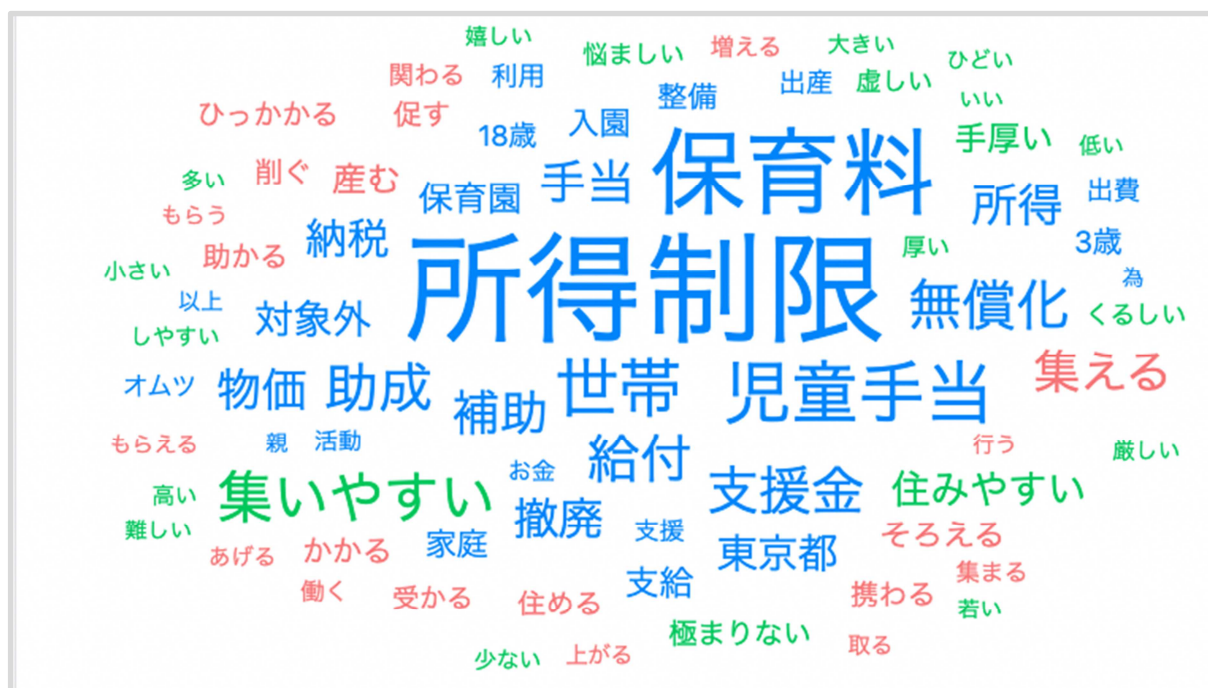 嬉しい
悩ましい
増える
大きい
ひどい
関わる
利用
整備
出産
虚しい
いい
ひっかかる
促す
18歳
入園
保育料
手厚い
低い
多い
削ぐ
産む
保育園
手当
所得
出費
もらう
納税
3歳
小さい
助かる
所得制限
厚い
為
以上
対象外
無償化
くるしい
しやすい
オムツ
物価
助成
補助
世帯
児童手当
集える
もらえる
親
活動
給付
行う
厳しい
高い
集いやすい
お金
支援金
住みやすい
難しい
撤廃
支援
あげる
かかる
家庭
東京都
そろえる
働く
受かる
住める
支給
携わる
集まる
若い
極まりない
取る
少ない
上がる